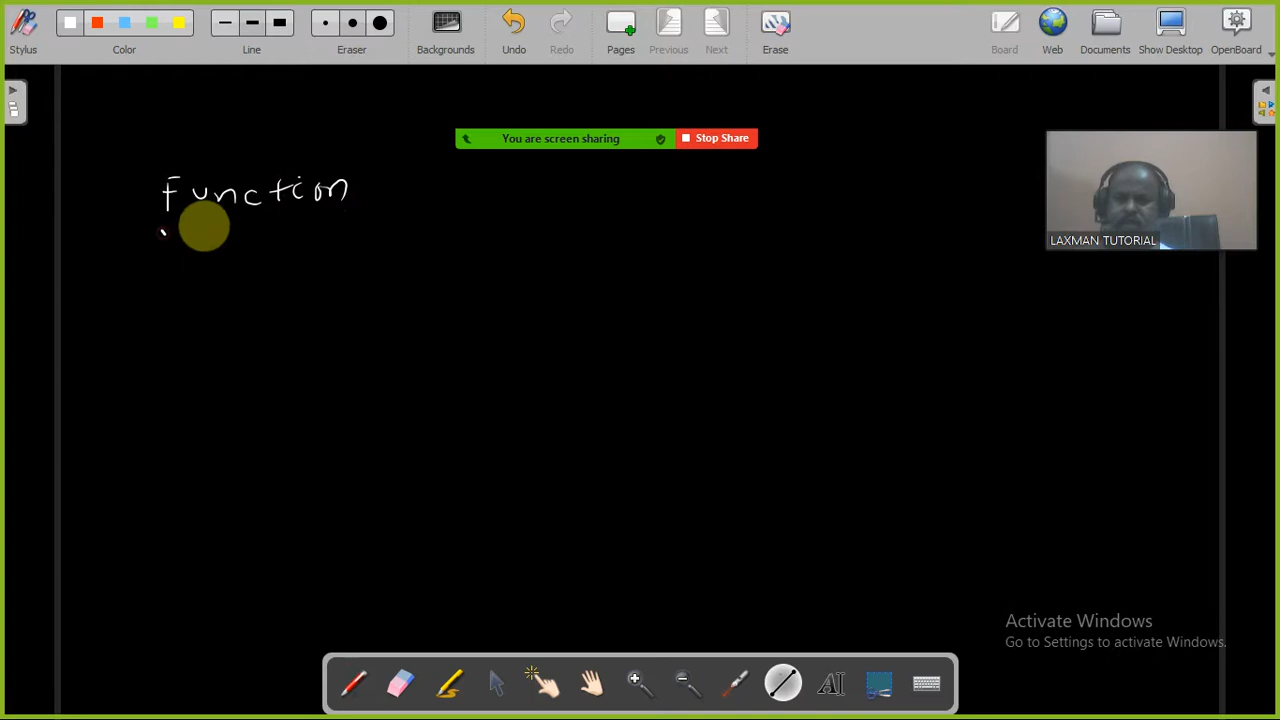 Stylus Color Line Eraser Backgrounds Undo Redo Pages Previous Next Erase Board Web Documents Show Desktop OpenBoard
You are screen sharing Stop Share
Function
LAXMAN TUTORIAL
Activate Windows
Go to Settings to activate Windows.
AI